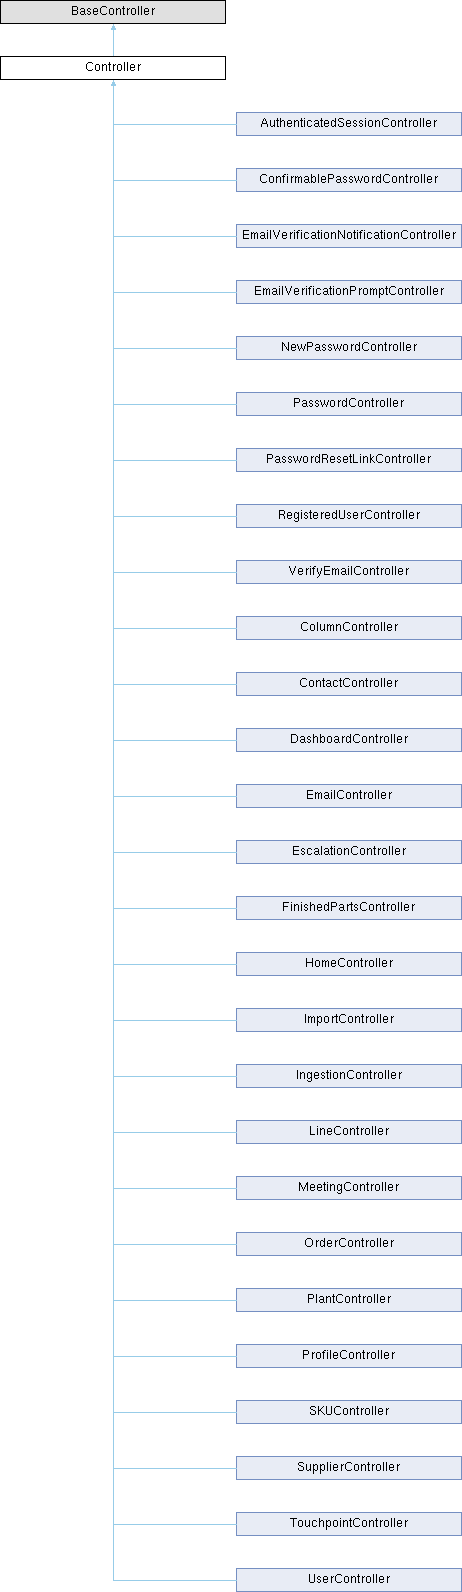 BaseController
Controller
AuthenticatedSessionController
ConfirmablePasswordController
EmailVerificationNotificationController
EmailVerificationPromptController
NewPasswordController
PasswordController
PasswordResetLinkController
RegisteredUserController
VerifyEmailController
ColumnController
ContactController
DashboardController
EmailController
EscalationController
FinishedPartsController
HomeController
ImportController
IngestionController
LineController
MeetingController
OrderController
PlantController
ProfileController
SKUController
SupplierController
TouchpointController
UserController